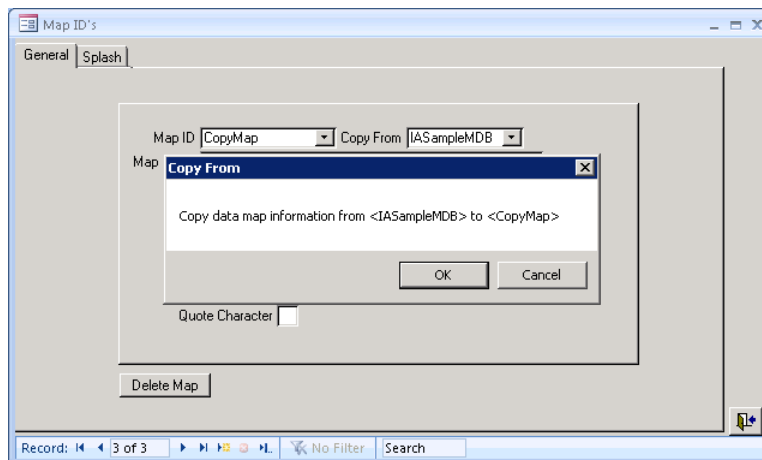 Map ID's
General Splash
Map ID CopyMap Copy From IASampleMDB
Map
Copy From
Copy data map information from <IASampleMDB> to <CopyMap>
OK Cancel
Quote Character
Delete Map
Record: 3 of 3 No Filter Search